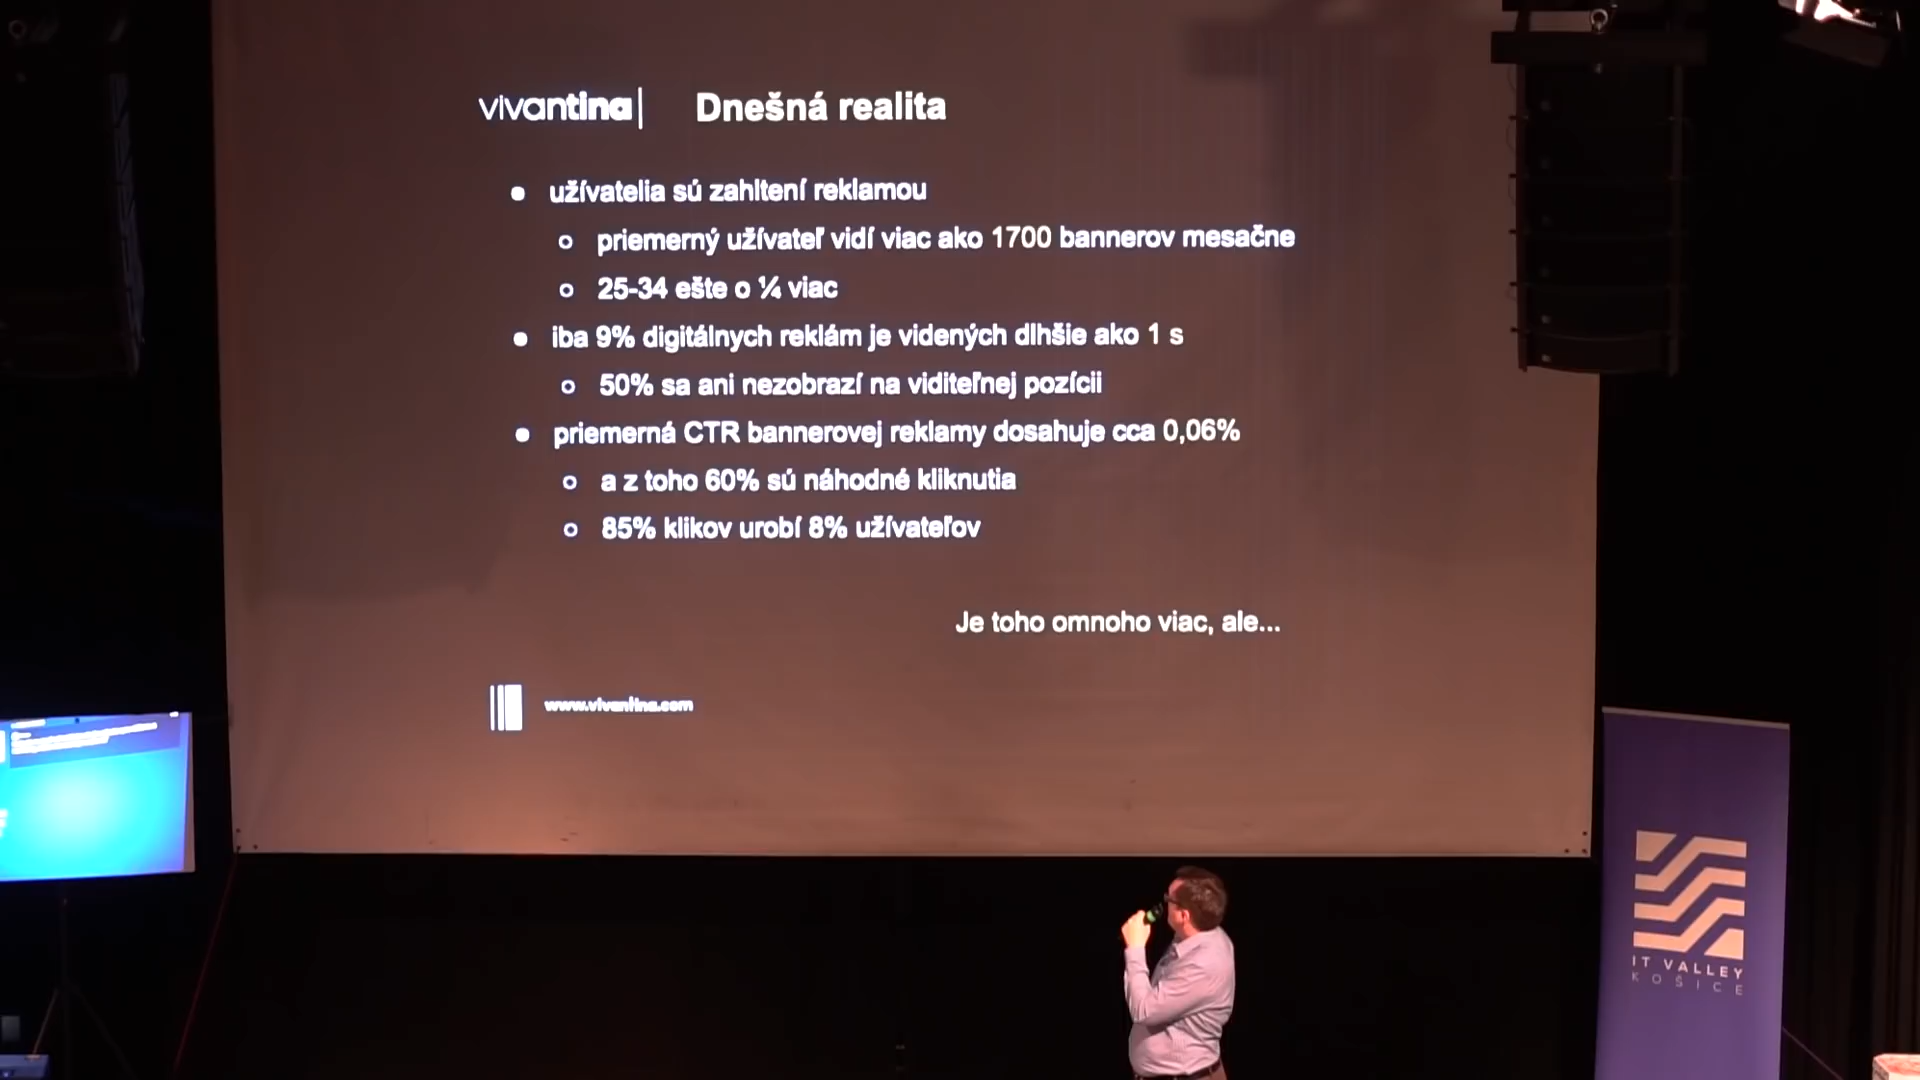 vivantina| Dnešná realita
užívatelia sú zahltení reklamou
priemerný užívateľ vidí viac ako 1700 bannerov mesačne
25-34 ešte o ¼ viac
iba 9% digitálnych reklám je videných dlhšie ako 1 s
50% sa ani nezobrazí na viditeľnej pozícii
priemerná CTR bannerovej reklamy dosahuje cca 0,06%
a z toho 60% sú náhodné kliknutia
85% klikov urobí 8% užívateľov
Je toho omnoho viac, ale...
www.vivantina.com
IT VALLEY
KOŠICE